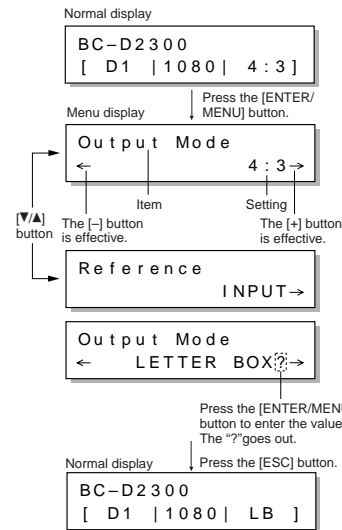 Normal display
BC–D2300
[ D1 |1080| 4:3]
Press the [ENTER/
MENU] button.
Menu display
Output Mode
← 4:3→
Item
Setting
[▼/▲]
button
The [–] button
is effective.
The [+] button
is effective.
Reference
INPUT→
Output Mode
← LETTER BOX?→
Press the [ENTER/MENU
button to enter the value
The “?”goes out.
Normal display
Press the [ESC] button.
BC–D2300
[ D1 |1080| LB ]